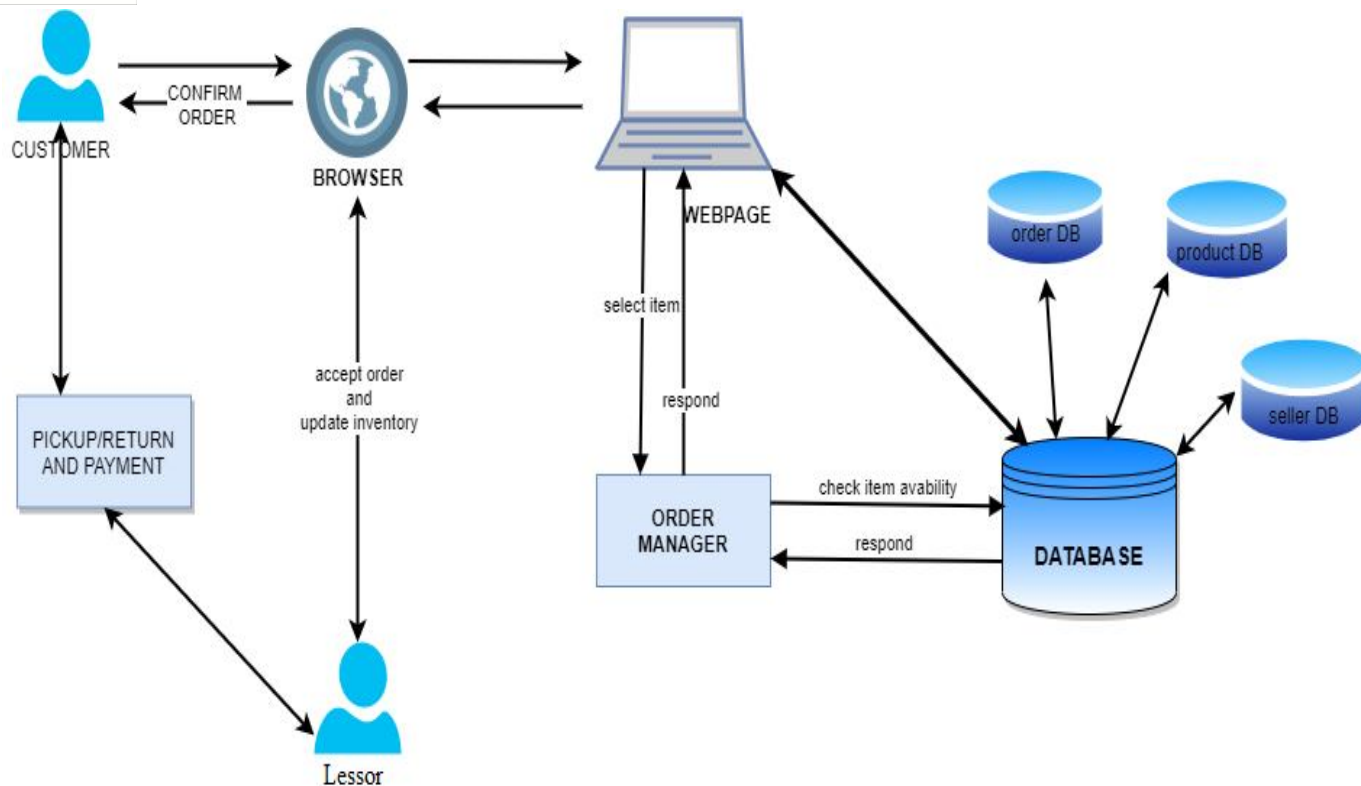 CONFIRM
ORDER
CUSTOMER
BROWSER
WEBPAGE
order DB
product DB
seller DB
select item
accept order
and
update inventory
respond
PICKUP/RETURN
AND PAYMENT
ORDER
MANAGER
check item avability
respond
DATABASE
Lessor